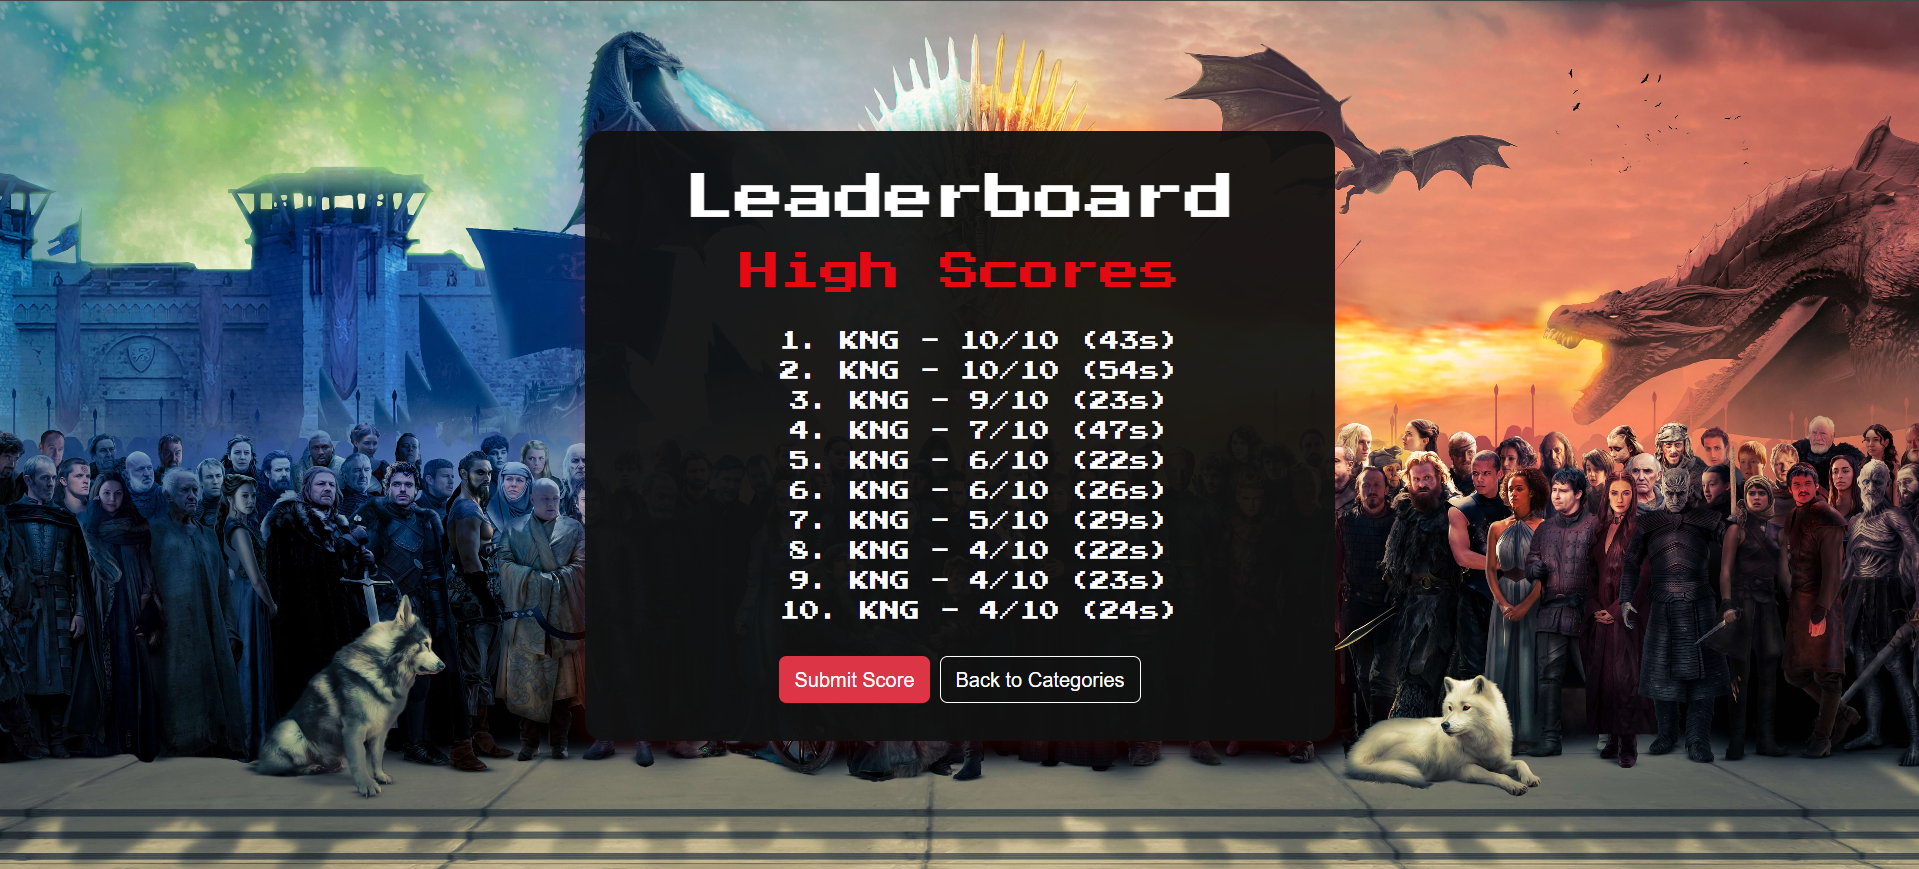 Leaderboard
High Scores
1. KNG - 10/10 (43s)
2. KNG - 10/10 (54s)
3. KNG - 9/10 (23s)
4. KNG - 7/10 (47s)
5. KNG - 6/10 (22s)
6. KNG - 6/10 (26s)
7. KNG - 5/10 (29s)
8. KNG - 4/10 (22s)
9. KNG - 4/10 (23s)
10. KNG - 4/10 (24s)
Submit Score Back to Categories